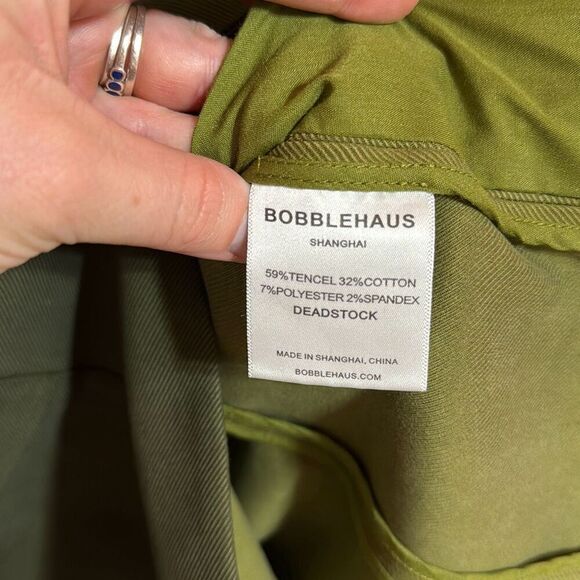 BOBBLEHAUS
SHANGHAI
59%TENCEL 32%COTTON
7%POLYESTER 2%SPANDEX
DEADSTOCK
MADE IN SHANGHAI, CHINA
BOBBLEHAUS.COM